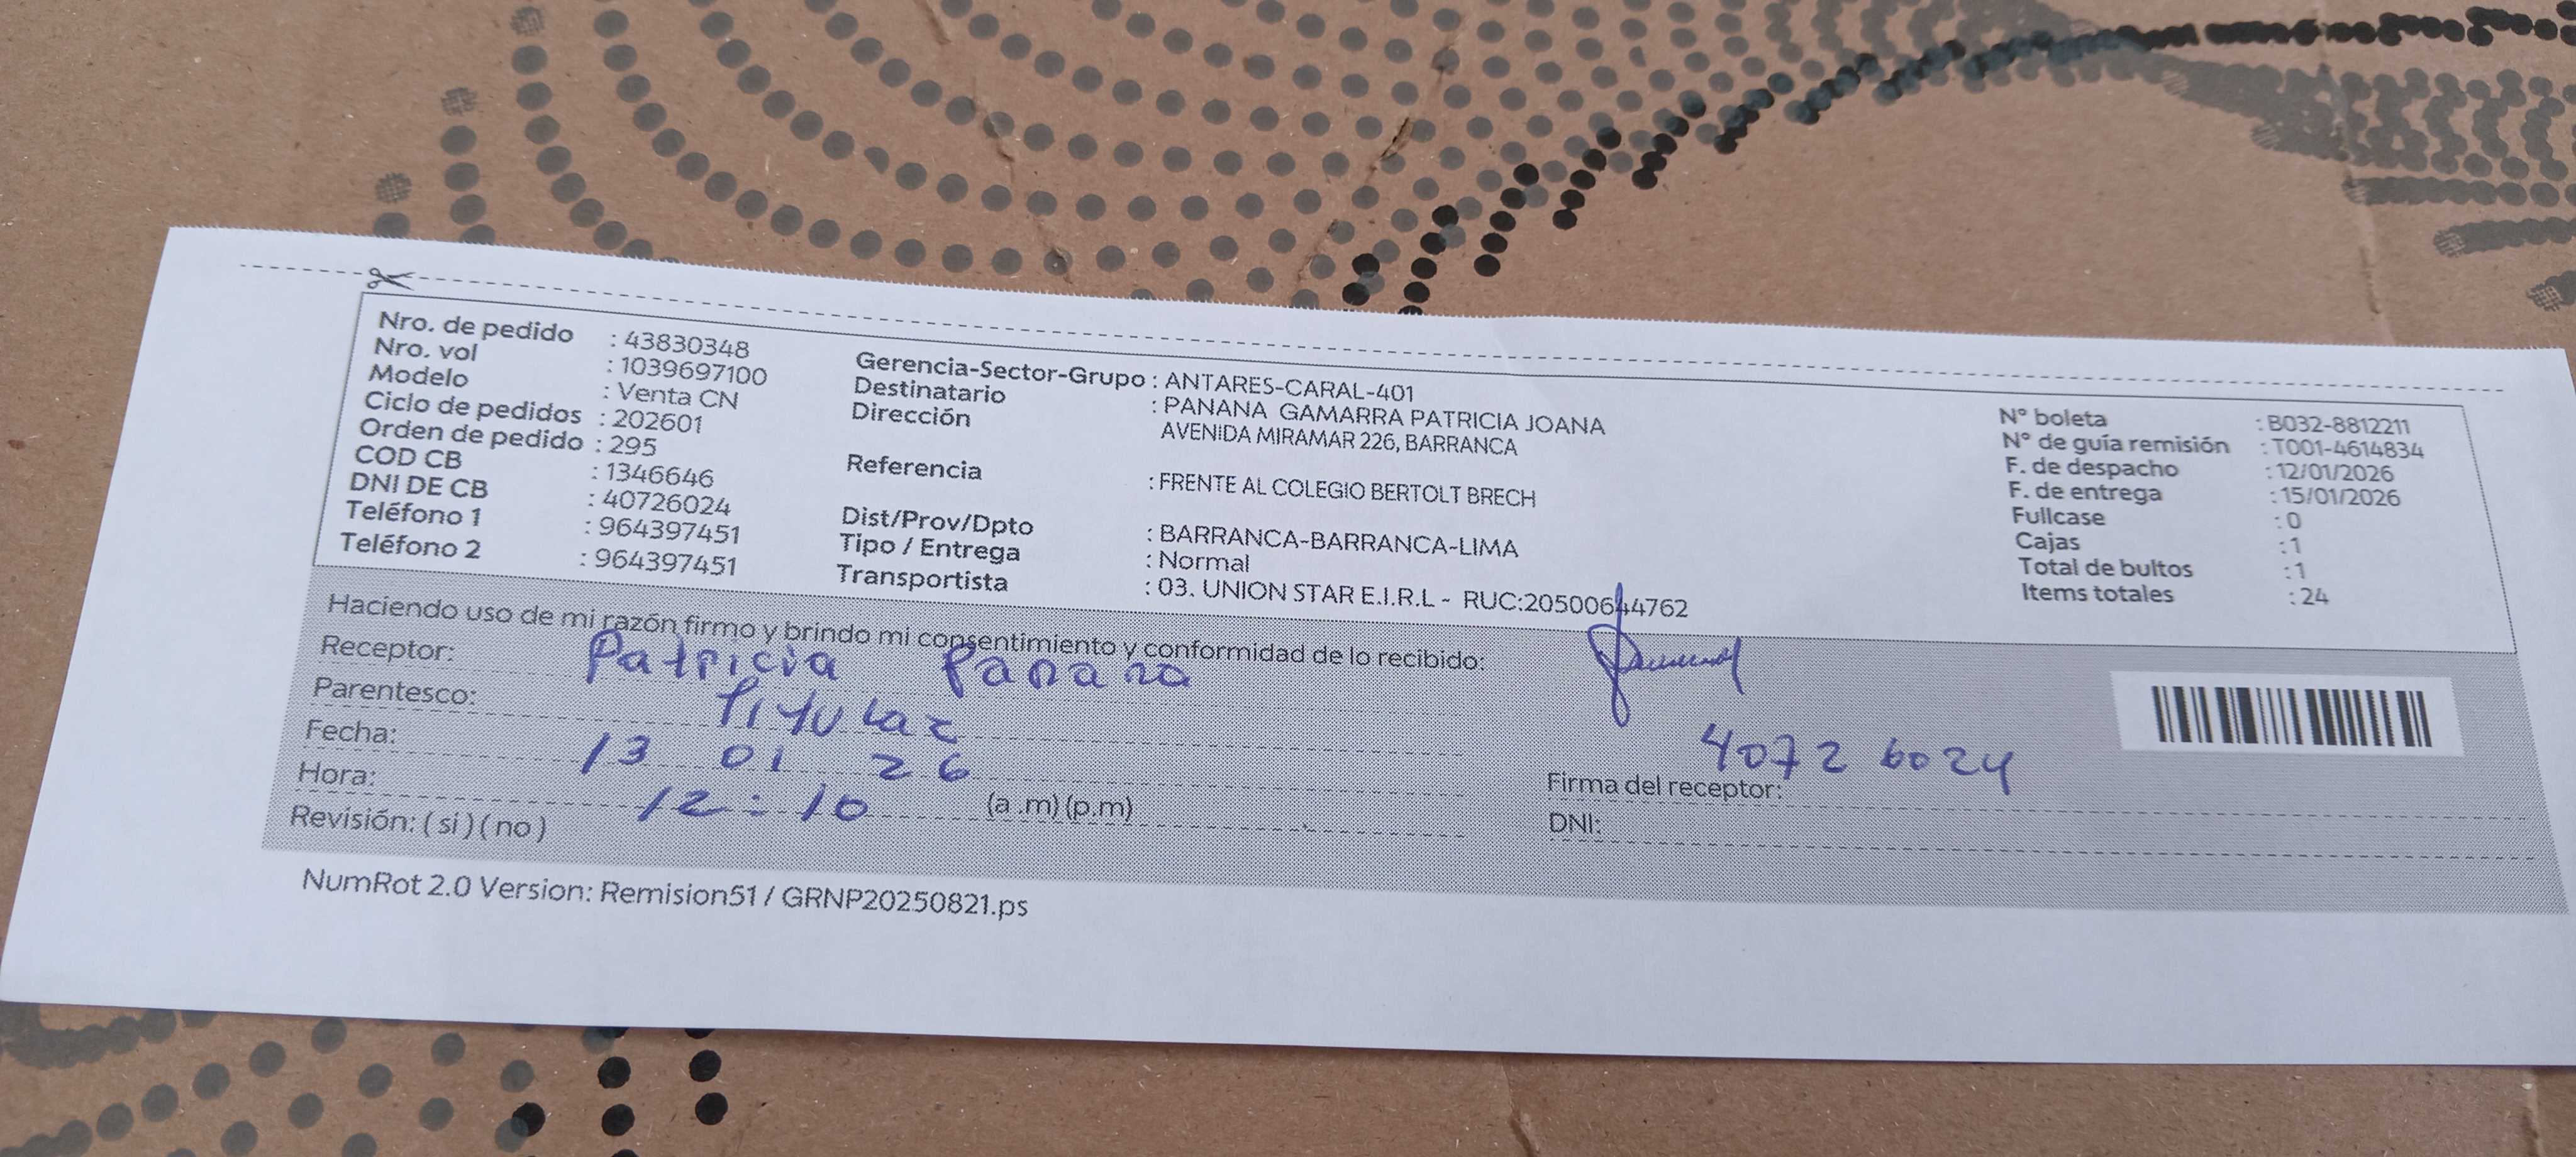 Nro. de pedido : 43830348
Nro. vol : 1039697100
Modelo : Venta CN
Ciclo de pedidos : 202601
Orden de pedido : 295
COD CB : 1346646
DNI DE CB : 40726024
Teléfono 1 : 964397451
Teléfono 2 : 964397451
Gerencia-Sector-Grupo : ANTARES-CARAL-401
Destinatario : PANANA GAMARRA PATRICIA JOANA
Dirección AVENIDA MIRAMAR 226, BARRANCA
Referencia : FRENTE AL COLEGIO BERTOLT BRECH
Dist/Prov/Dpto : BARRANCA-BARRANCA-LIMA
Tipo / Entrega : Normal
Transportista : 03. UNION STAR E.I.R.L - RUC:20500644762
N° boleta : B032-8812211
N° de guía remisión : T001-4614834
F. de despacho : 12/01/2026
F. de entrega : 15/01/2026
Fullcase : 0
Cajas : 1
Total de bultos : 1
Items totales : 24
Haciendo uso de mi razón firmo y brindo mi consentimiento y conformidad de lo recibido:
Receptor: Patricia Panana
Parentesco: Titular
Fecha: 13 01 26
Hora: 12:10 (a.m) (p.m)
Revisión: ( si ) ( no )
40726024
Firma del receptor:
DNI:
NumRot 2.0 Version: Remision51 / GRNP20250821.ps